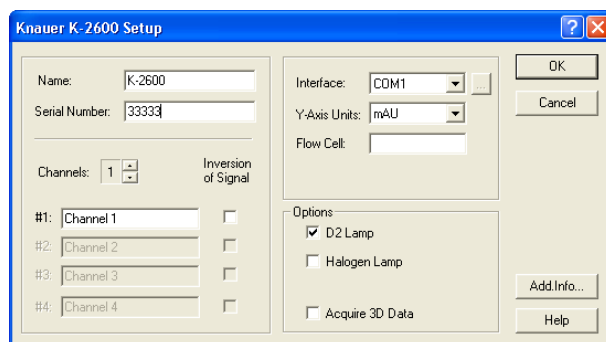 Knauer K-2600 Setup
Name: K-2600
Serial Number: 33333
Channels: 1
Inversion
of Signal
#1: Channel 1
#2: Channel 2
#3: Channel 3
#4: Channel 4
Interface: COM1 ...
Y-Axis Units: mAU
Flow Cell:
Options
D2 Lamp
Halogen Lamp
Acquire 3D Data
OK
Cancel
Add.Info...
Help